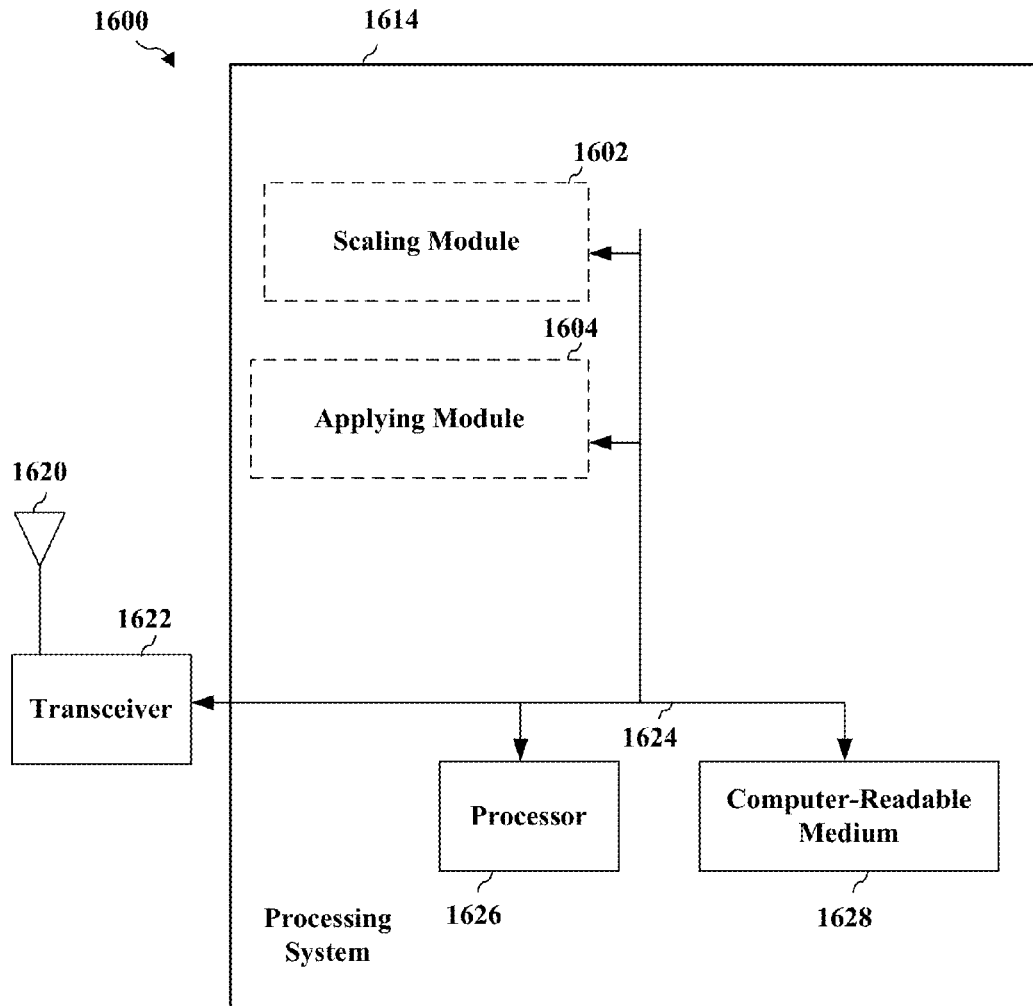 1600
1614
1602
Scaling Module
1604
Applying Module
1620
1622
Transceiver
1624
Processor
Computer-Readable
Medium
1626
1628
Processing
System